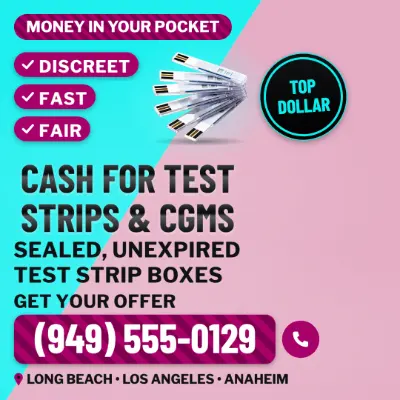 MONEY IN YOUR POCKET
DISCREET
FAST
FAIR
TOP
DOLLAR
CASH FOR TEST
STRIPS & CGMS
SEALED, UNEXPIRED
TEST STRIP BOXES
GET YOUR OFFER
(949) 555-0129
LONG BEACH • LOS ANGELES • ANAHEIM